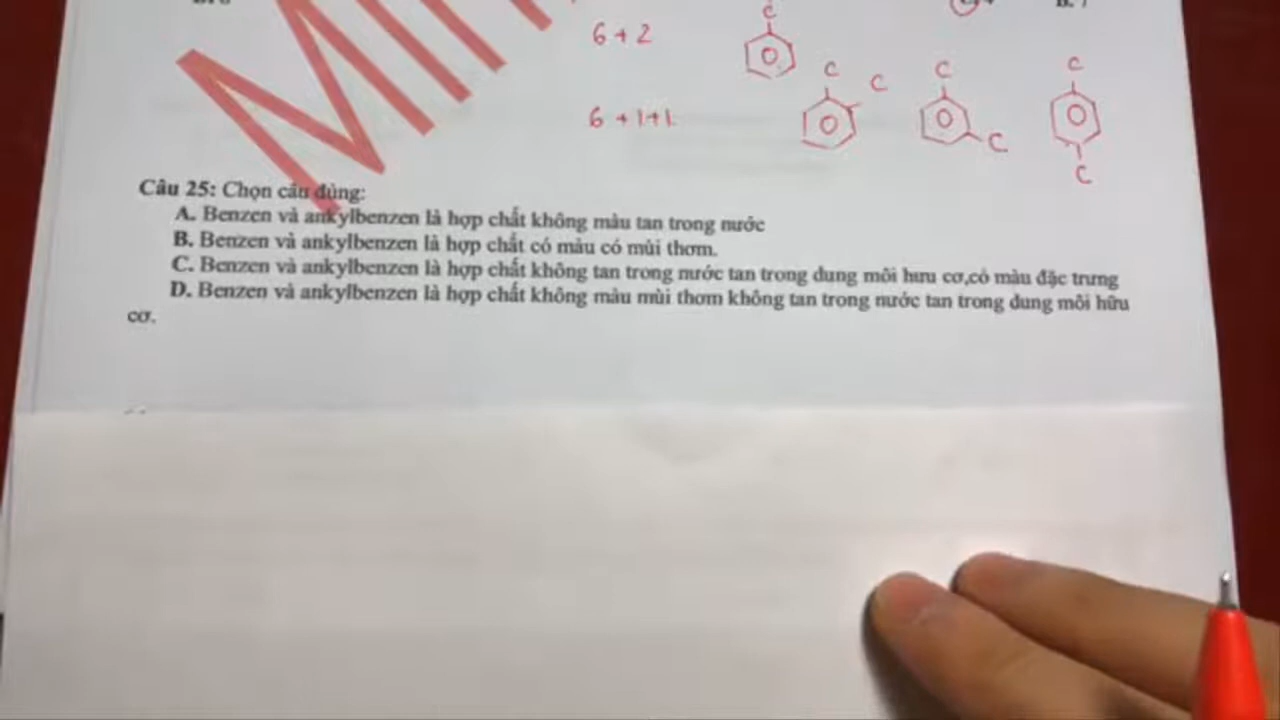 6 + 2
C
6 + 1+1
C C C C C C
Câu 25: Chọn câu đúng:
A. Benzen và ankylbenzen là hợp chất không màu tan trong nước
B. Benzen và ankylbenzen là hợp chất có màu có mùi thơm.
C. Benzen và ankylbenzen là hợp chất không tan trong nước tan trong dung môi hưu cơ,có màu đặc trưng
D. Benzen và ankylbenzen là hợp chất không màu mùi thơm không tan trong nước tan trong dung môi hữu
cơ.